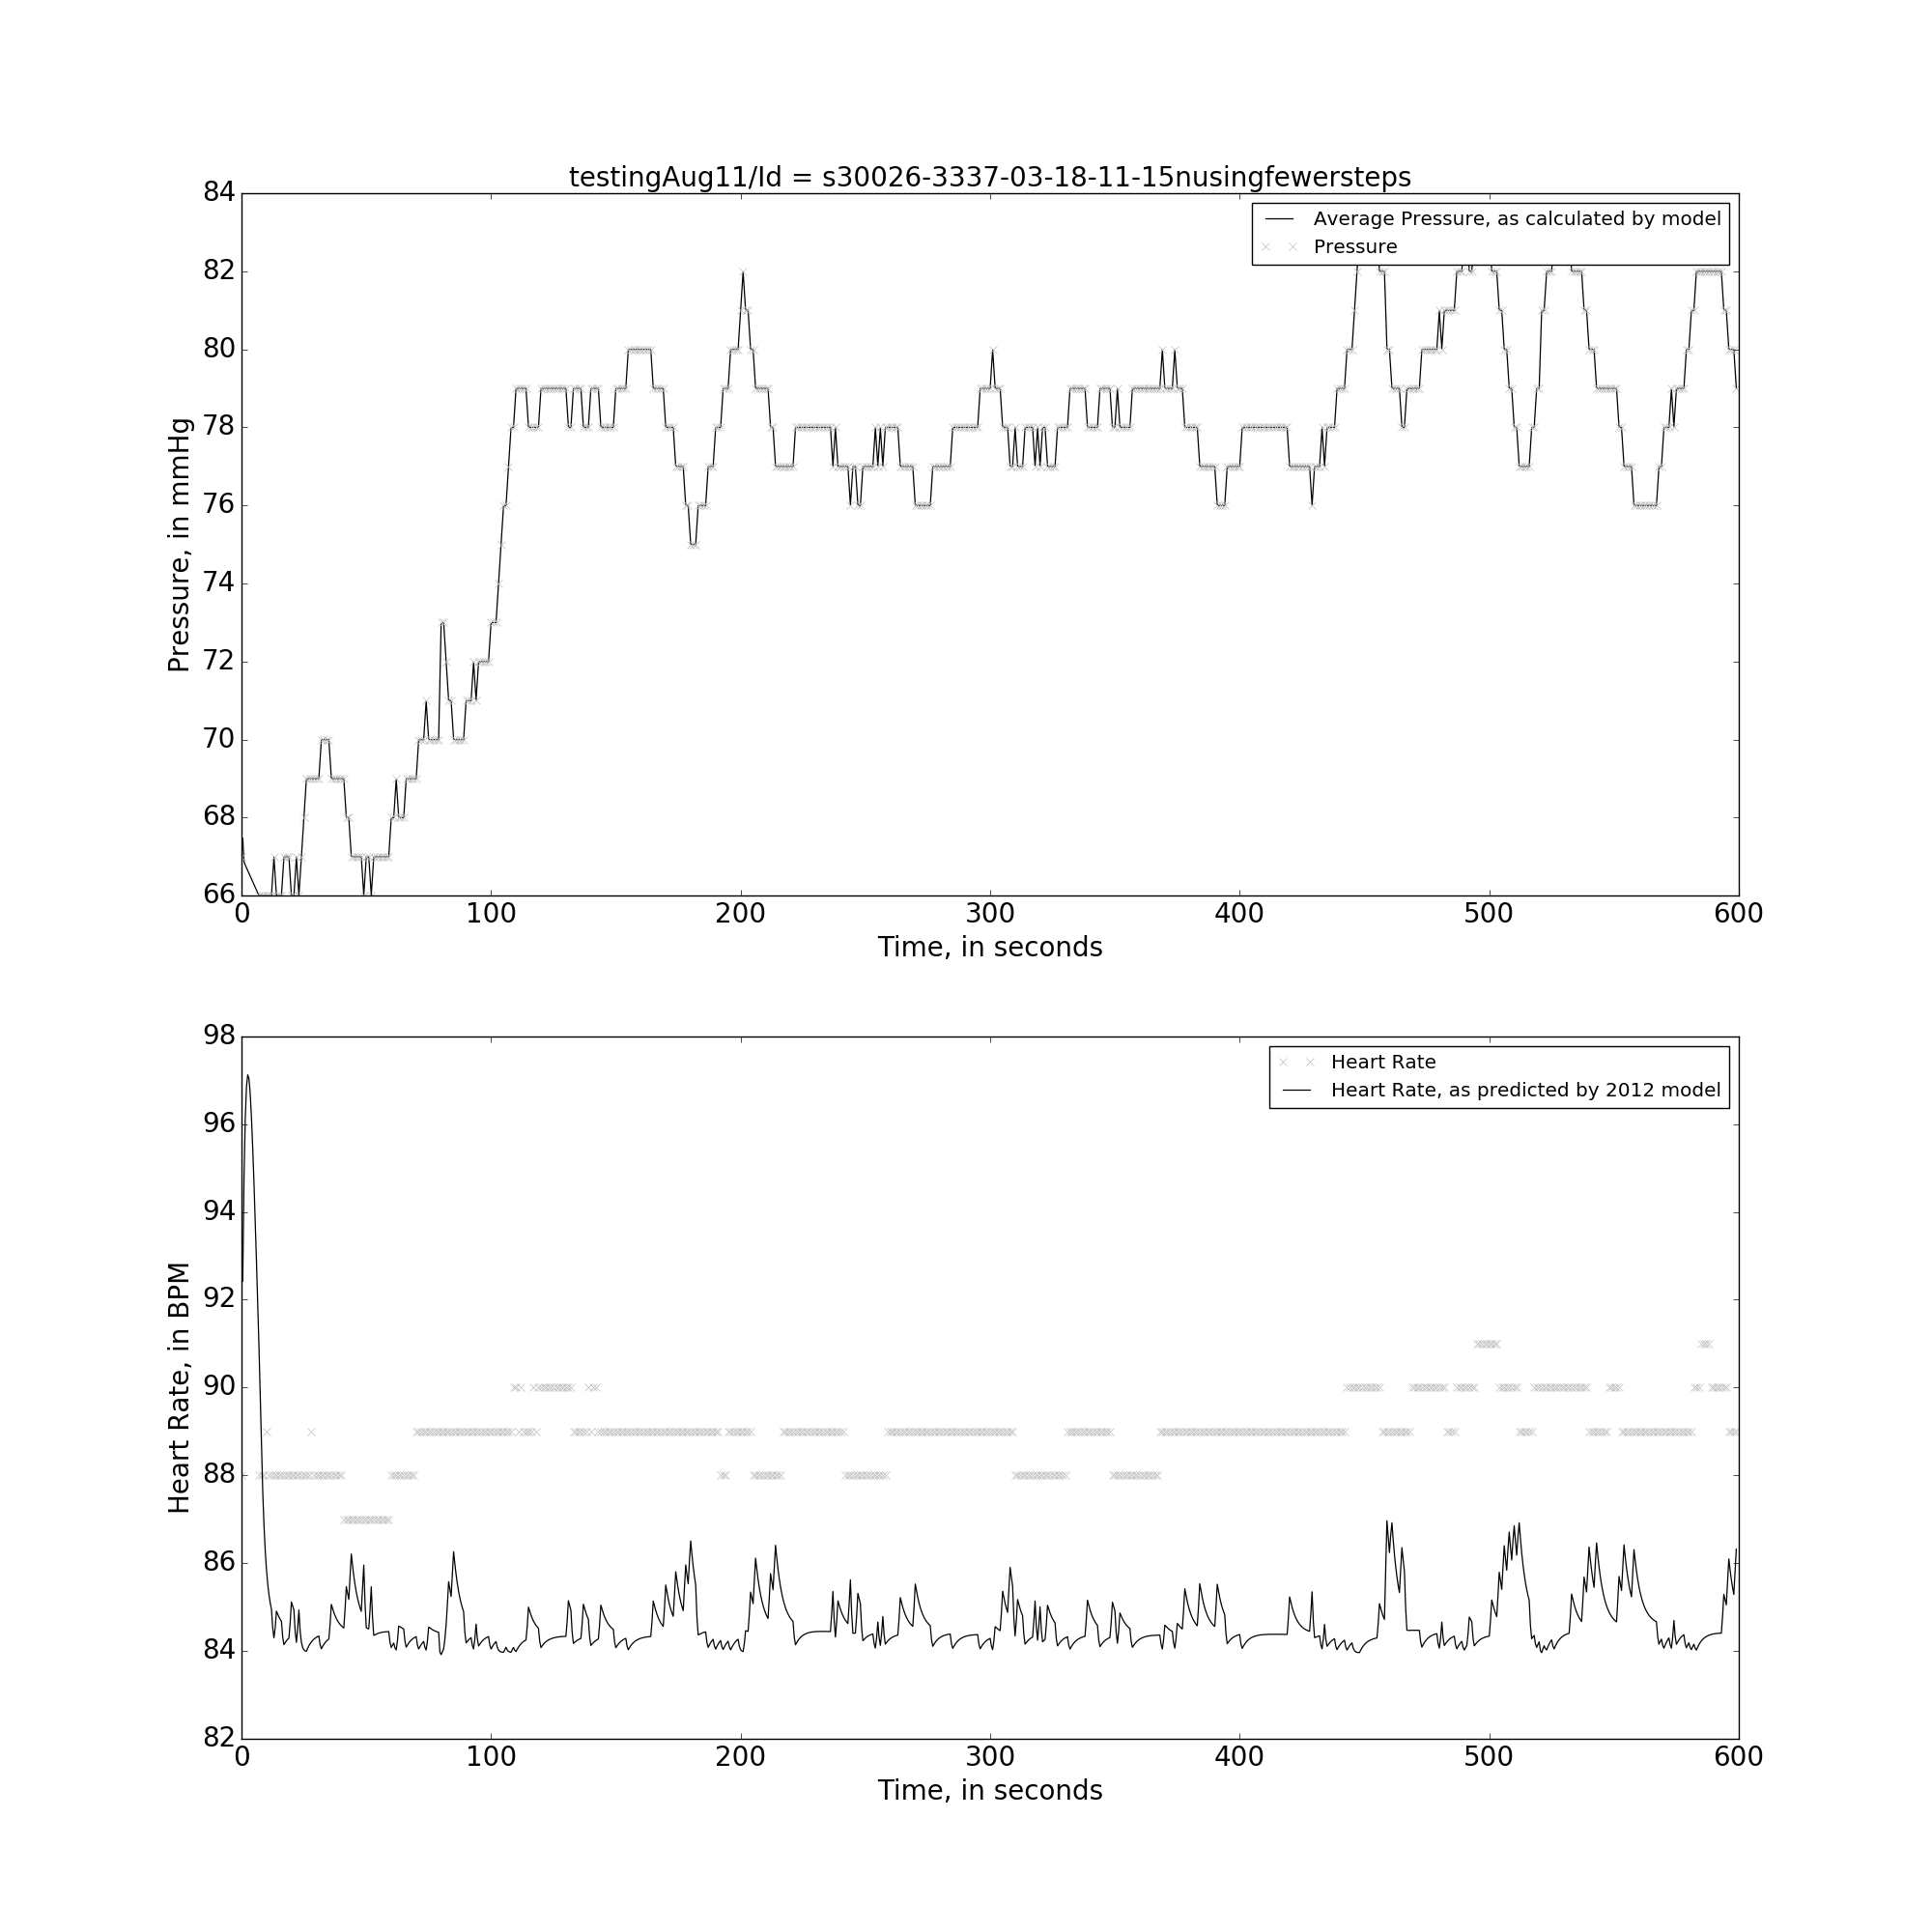 testingAug11/Id = s30026-3337-03-18-11-15nusingfewersteps
84
82
80
78
76
74
72
70
68
66
Pressure, in mmHg
Average Pressure, as calculated by model
Pressure
0 100 200 300 400 500 600
Time, in seconds
98
96
94
92
90
88
86
84
82
Heart Rate, in BPM
Heart Rate
Heart Rate, as predicted by 2012 model
0 100 200 300 400 500 600
Time, in seconds